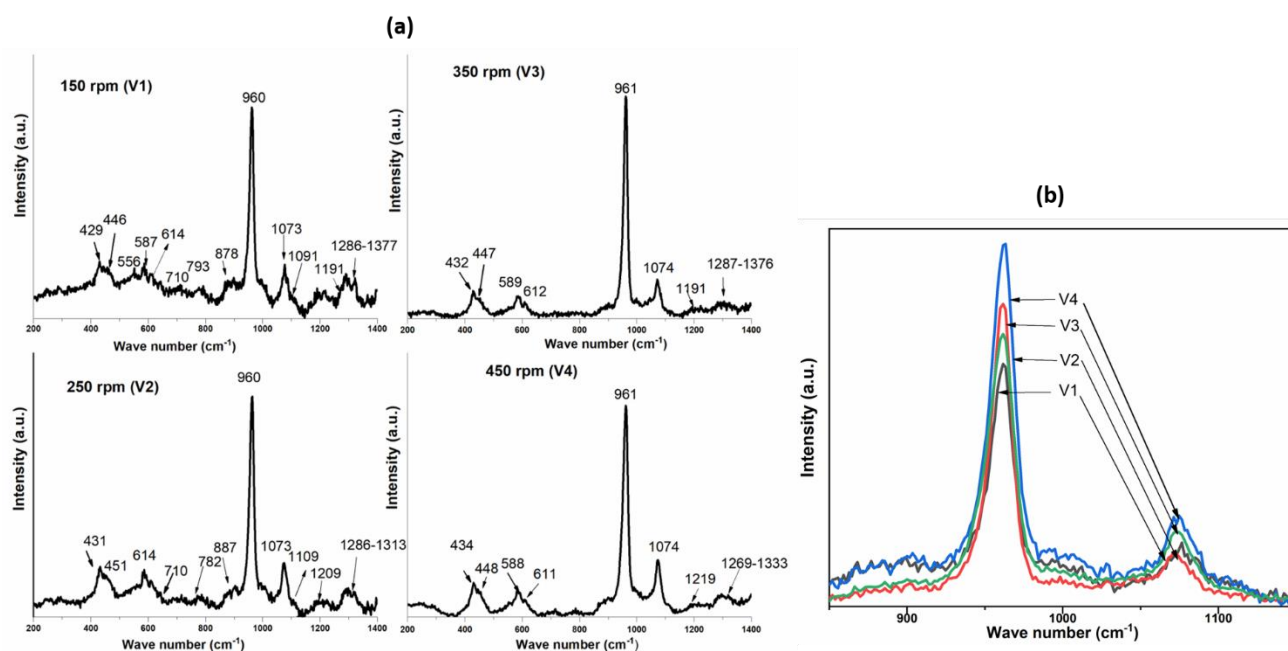 (a)
150 rpm (V1)
Intensity (a.u.)
960
429
446
556
587
614
710
793
878
1073
1091
1191
1286-1377
200 400 600 800 1000 1200 1400
Wave number (cm⁻¹)
350 rpm (V3)
Intensity (a.u.)
961
432
447
589
612
1074
1191
1287-1376
200 400 600 800 1000 1200 1400
Wave number (cm⁻¹)
250 rpm (V2)
Intensity (a.u.)
960
431
451
614
710
782
887
1073
1109
1209
1286-1313
200 400 600 800 1000 1200 1400
Wave number (cm⁻¹)
450 rpm (V4)
Intensity (a.u.)
961
434
448
588
611
1074
1219
1269-1333
200 400 600 800 1000 1200 1400
Wave number (cm⁻¹)
(b)
Intensity (a.u.)
V4
V3
V2
V1
900 1000 1100
Wave number (cm⁻¹)